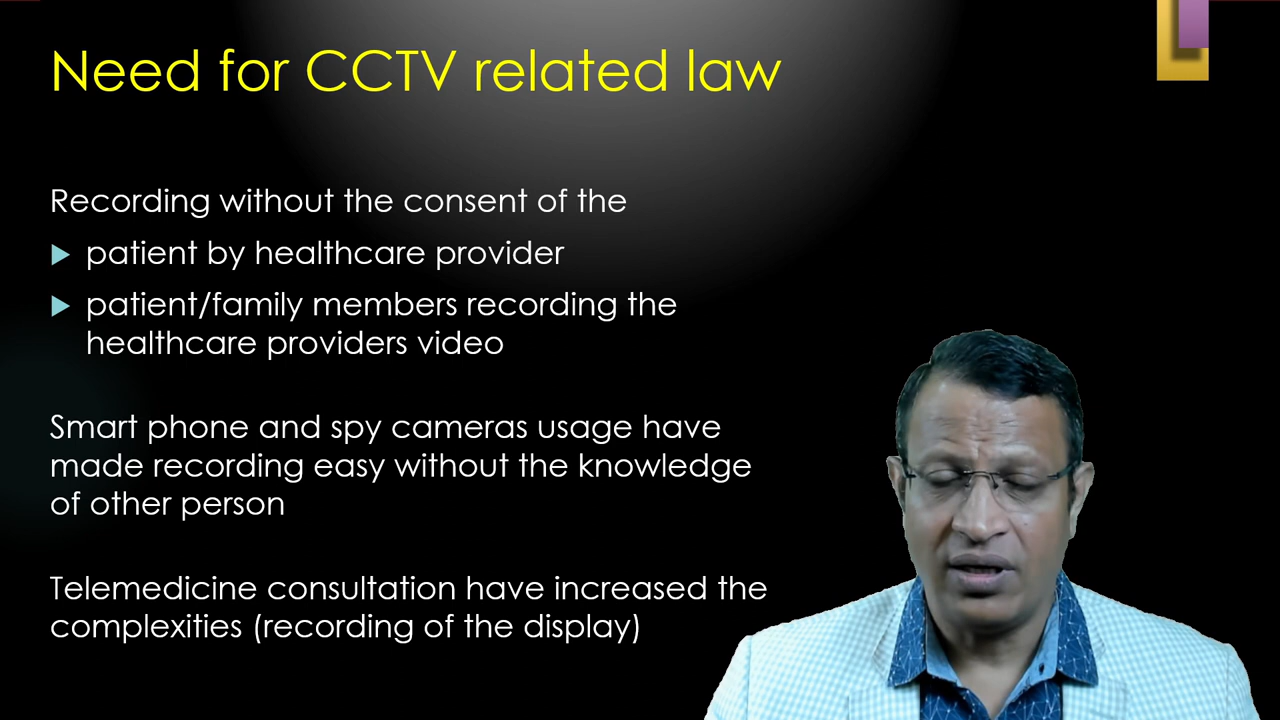 Need for CCTV related law
Recording without the consent of the
patient by healthcare provider
patient/family members recording the
healthcare providers video
Smart phone and spy cameras usage have
made recording easy without the knowledge
of other person
Telemedicine consultation have increased the
complexities (recording of the display)